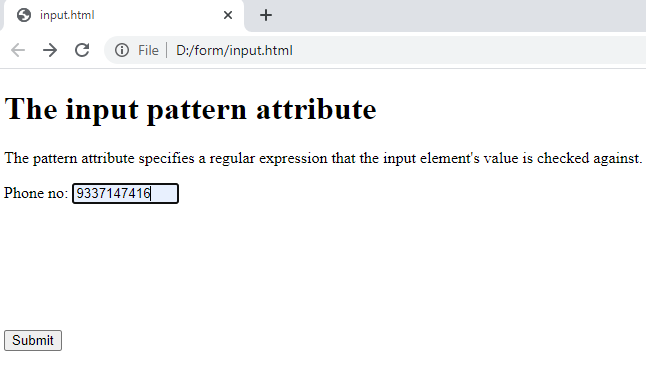 input.html
File D:/form/input.html
The input pattern attribute
The pattern attribute specifies a regular expression that the input element's value is checked against.
Phone no: 9337147416
Submit